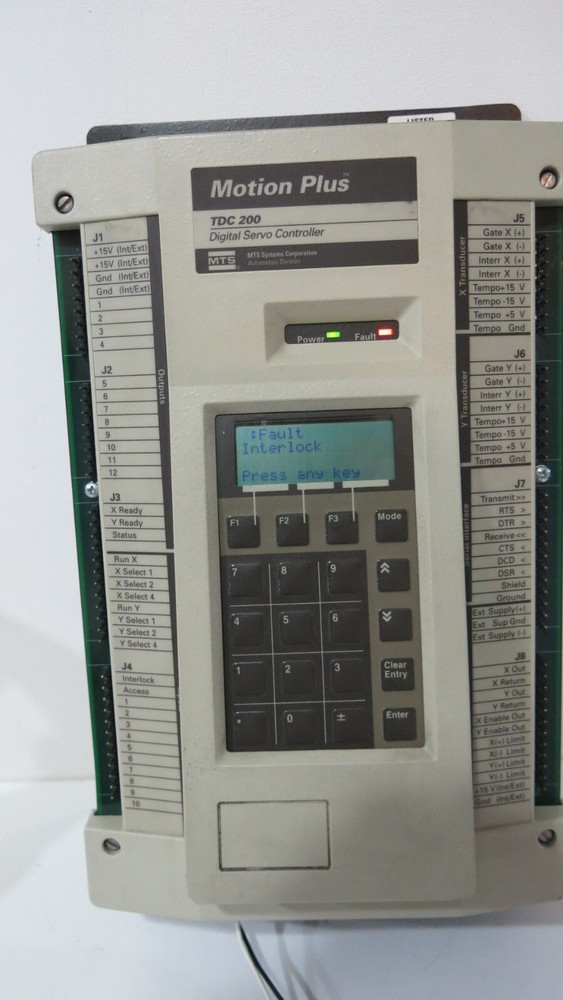 LISTED
Motion Plus™
TDC 200
Digital Servo Controller
MTS MTS Systems Corporation
Automation Division
Power Fault
:Fault
Interlock
Press any key
F1 F2 F3 Mode
7 8 9
4 5 6
1 2 3 Clear Entry
* 0 ± Enter
J1
+15V (Int/Ext)
+15V (Int/Ext)
Gnd (Int/Ext)
Gnd (Int/Ext)
1
2
3
4
J2
5
6
7
8
9
10
11
12
Outputs
J3
X Ready
Y Ready
Status
Run X
X Select 1
X Select 2
X Select 4
Run Y
Y Select 1
Y Select 2
Y Select 4
J4
Interlock
Access
1
2
3
4
5
6
7
8
9
10
J5
Gate X (+)
Gate X (-)
Interr X (+)
Interr X (-)
Tempo+15 V
Tempo-15 V
Tempo +5 V
Tempo Gnd
X Transducer
J6
Gate Y (+)
Gate Y (-)
Interr Y (+)
Interr Y (-)
Tempo+15 V
Tempo-15 V
Tempo +5 V
Tempo Gnd
Y Transducer
J7
Transmit >>
RTS >
DTR >
Receive <<
CTS <
DCD <
DSR <
Shield
Ground
Ext Supply(+)
Ext Sup Gnd
Ext Supply (-)
J8
X Out
X Return
Y Out
Y Return
X Enable Out
Y Enable Out
X(+) Limit
X(-) Limit
Y(+) Limit
Y(-) Limit
+15 V(Int/Ext)
Gnd (Int/Ext)